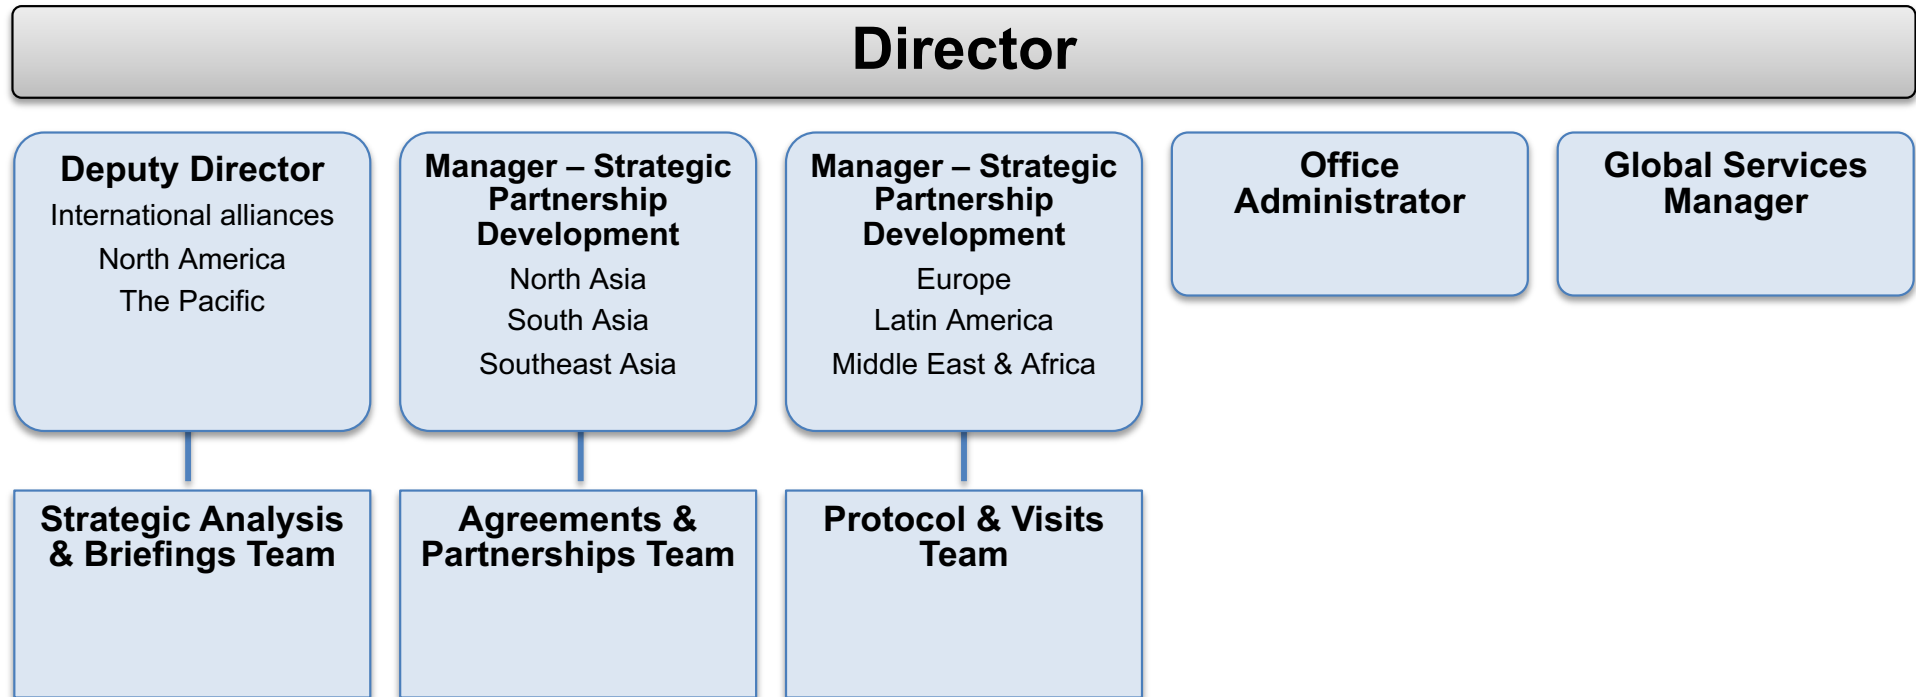 Director
Deputy Director
International alliances
North America
The Pacific
Manager – Strategic
Partnership
Development
North Asia
South Asia
Southeast Asia
Manager – Strategic
Partnership
Development
Europe
Latin America
Middle East & Africa
Office
Administrator
Global Services
Manager
Strategic Analysis
& Briefings Team
Agreements &
Partnerships Team
Protocol & Visits
Team